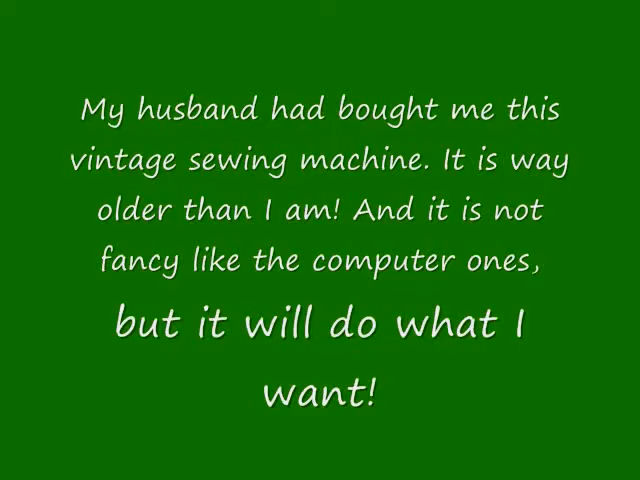 My husband had bought me this
vintage sewing machine. It is way
older than I am! And it is not
fancy like the computer ones,
but it will do what I
want!